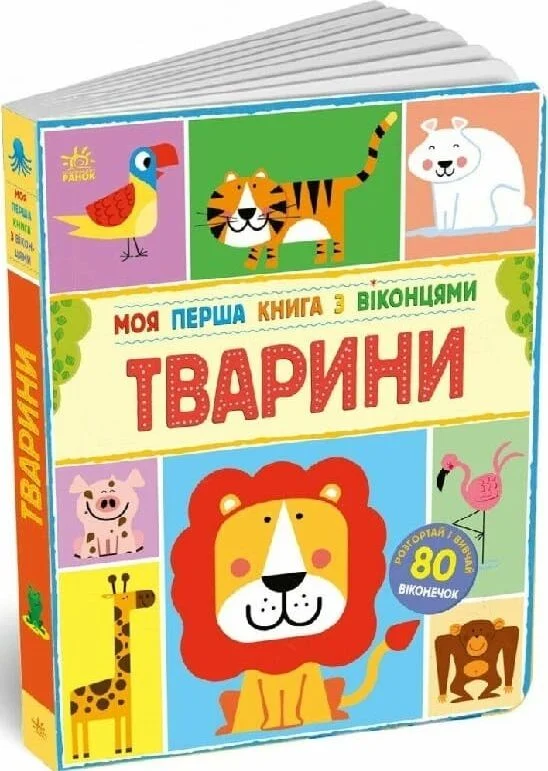 РАНОК
МОЯ ПЕРША КНИГА З ВІКОНЦЯМИ
ТВАРИНИ
РОЗГОРТАЙ І ВИВЧАЙ
80
ВІКОНЕЧОК
МОЯ
ПЕРША
КНИГА
З ВІКОН-
ЦЯМИ
ТВАРИНИ